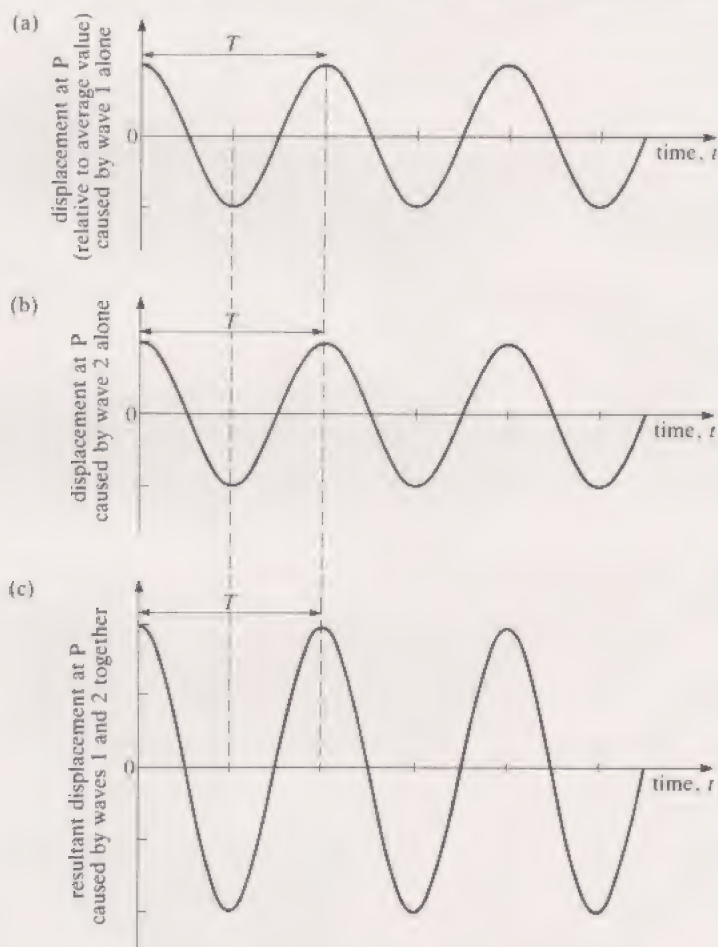 (a)
displacement at P
(relative to average value)
caused by wave 1 alone
T
0
time, t
(b)
displacement at P
caused by wave 2 alone
T
0
time, t
(c)
resultant displacement at P
caused by waves 1 and 2 together
T
0
time, t